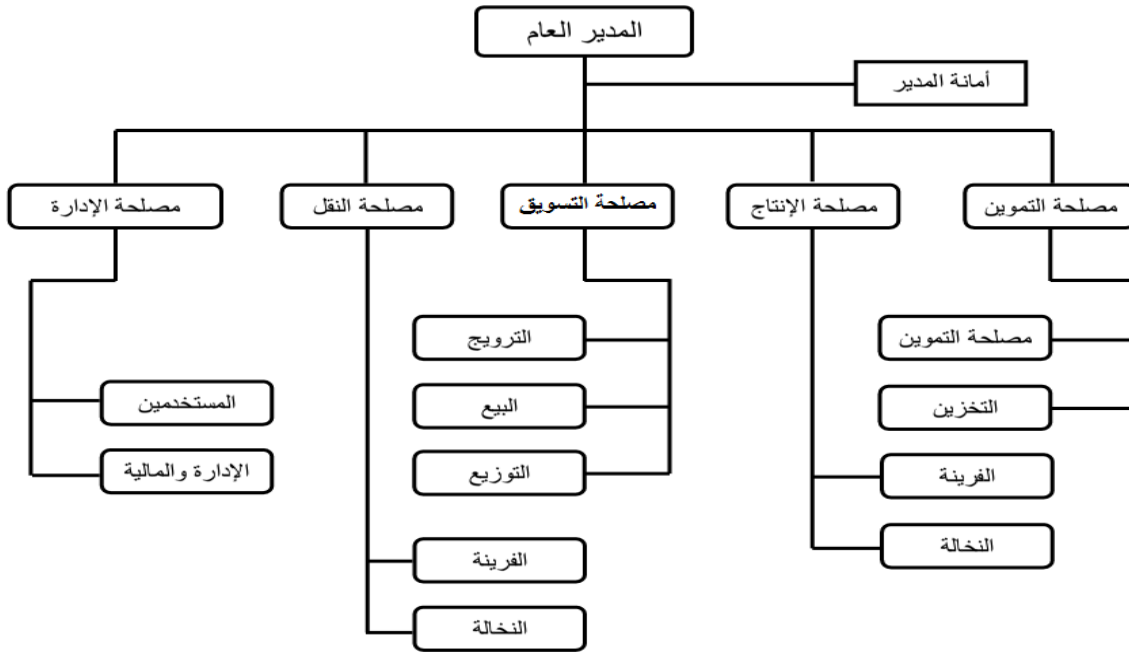 المدير العام
أمانة المدير
مصلحة التموين
مصلحة الإنتاج
مصلحة التسويق
مصلحة النقل
مصلحة الإدارة
مصلحة التموين
التخزين
الفرينة
النخالة
الترويج
البيع
التوزيع
الفرينة
النخالة
المستخدمين
الإدارة والمالية